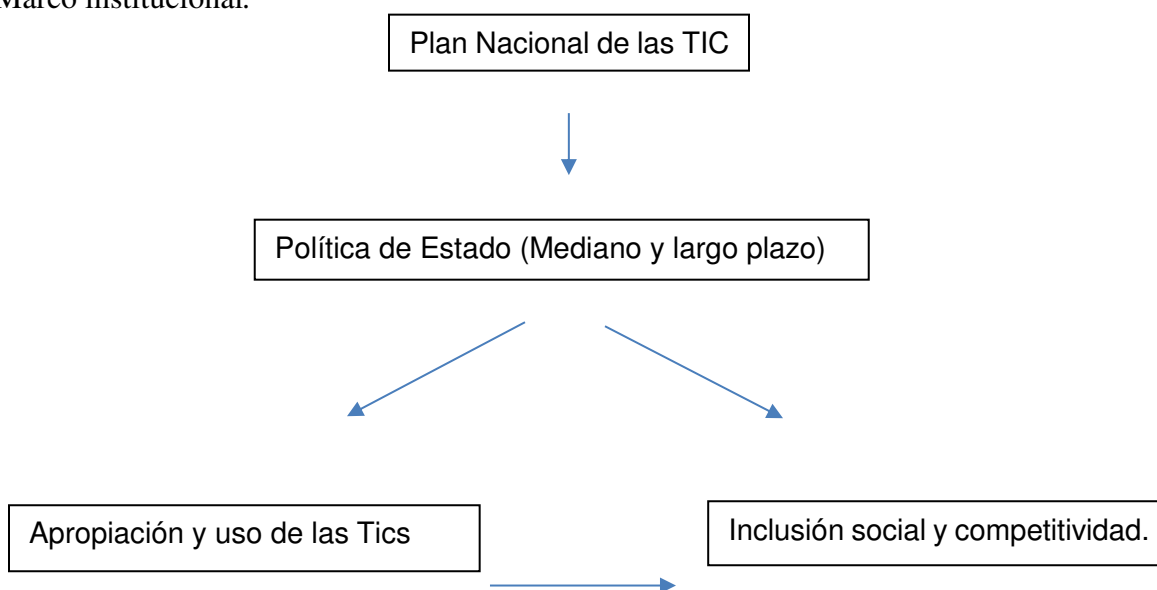 Marco Institucional.
Plan Nacional de las TIC
Política de Estado (Mediano y largo plazo)
Apropiación y uso de las Tics
Inclusión social y competitividad.